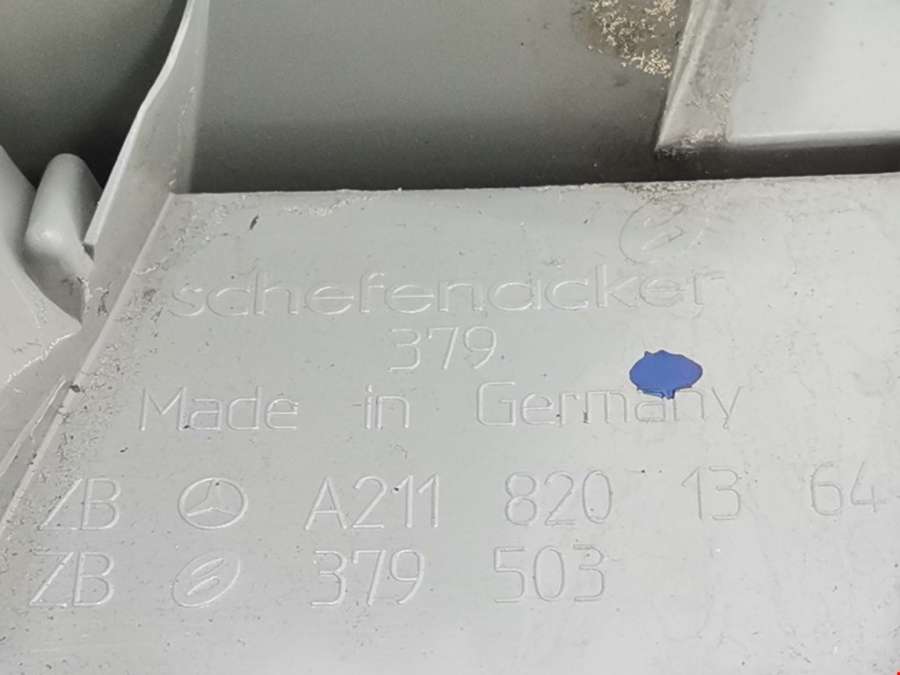 schefenacker
379
Made in Germany
ZB A211 820 13 64
ZB 379 503